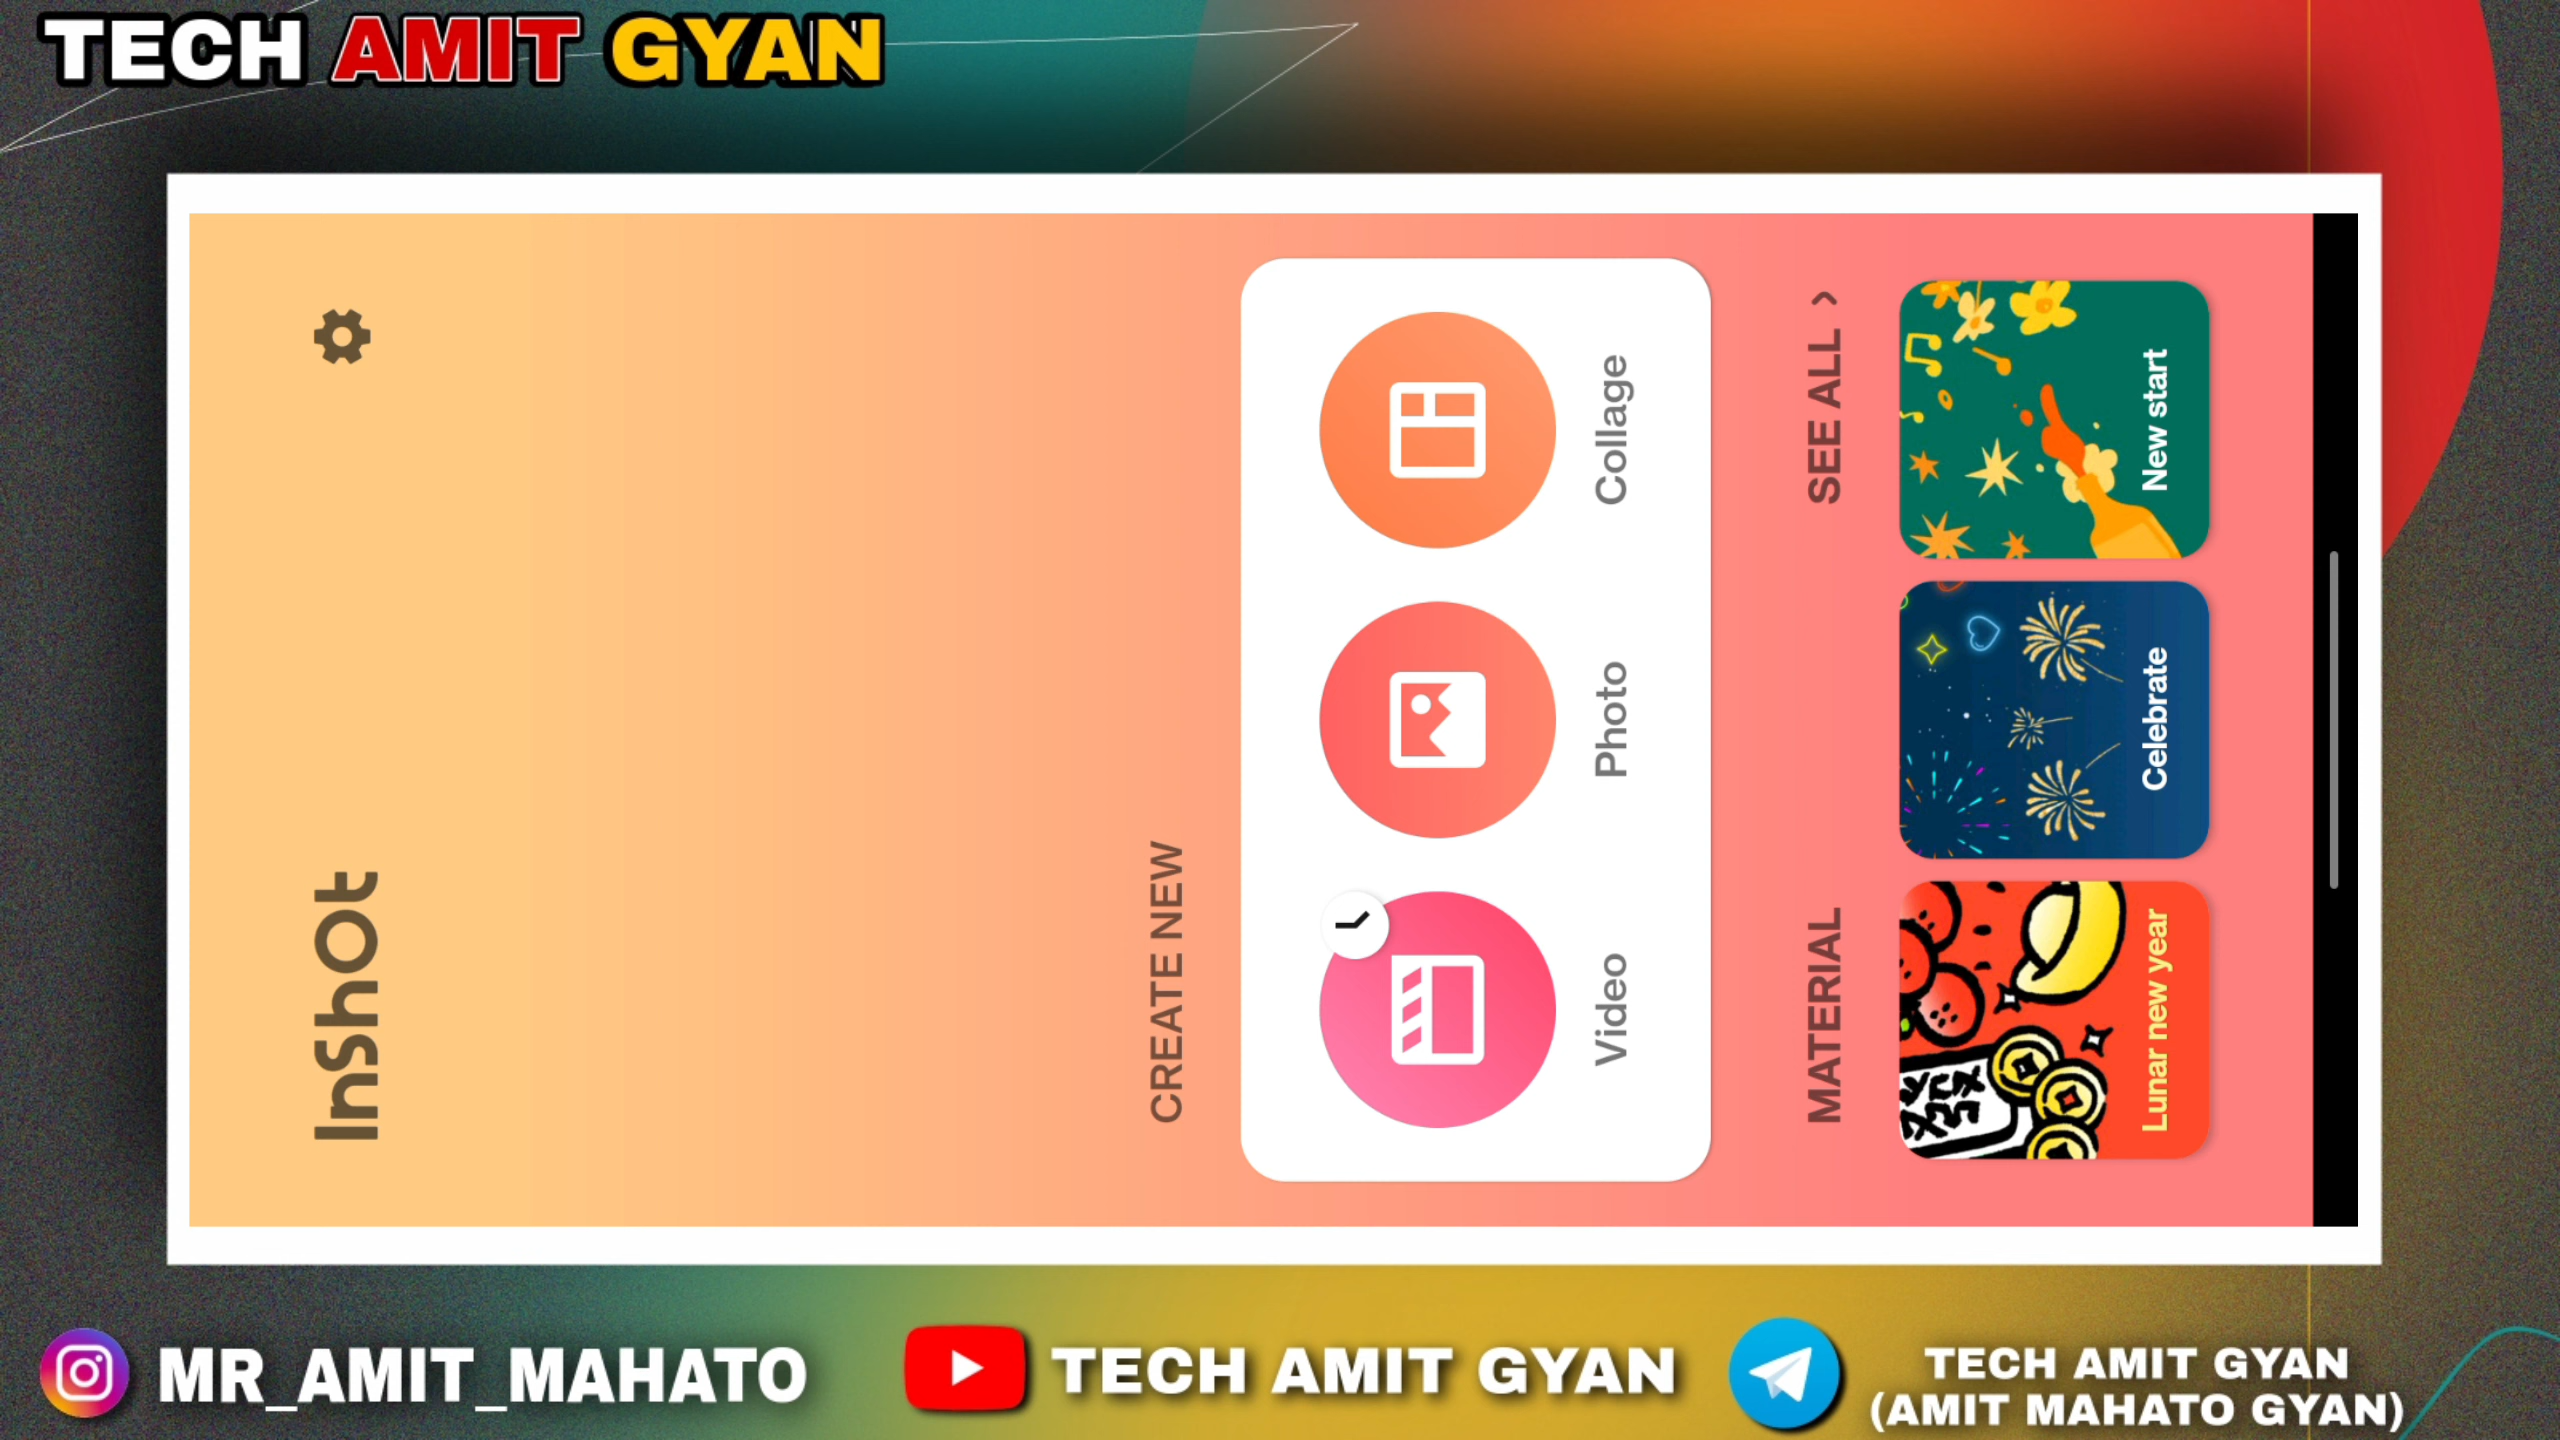 TECH AMIT GYAN
InShot
CREATE NEW
Video
Photo
Collage
MATERIAL
SEE ALL >
Lunar new year
Celebrate
New start
MR_AMIT_MAHATO
TECH AMIT GYAN
TECH AMIT GYAN
(AMIT MAHATO GYAN)